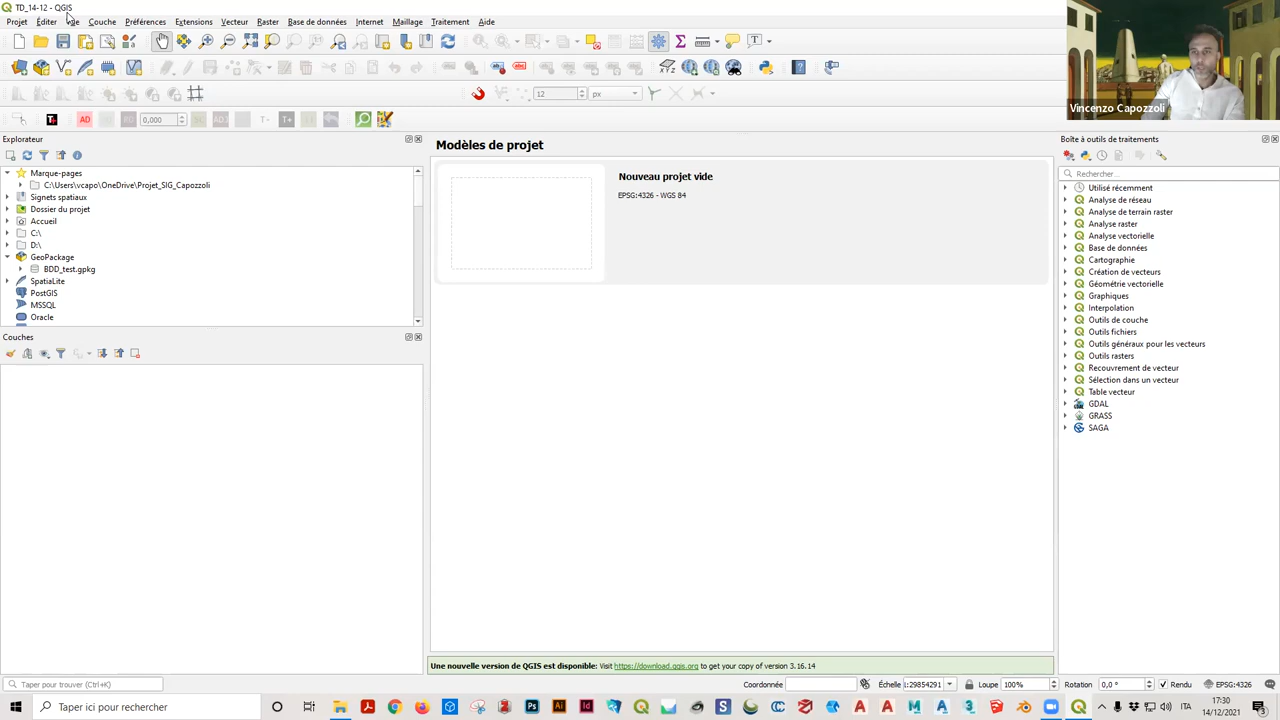 TD_14-12 - QGIS
Projet Éditer Vue Couche Préférences Extensions Vecteur Raster Base de données Internet Maillage Traitement Aide
12 px
0,000
Vincenzo Capozzoli
Explorateur
Marque-pages
C:\Users\vcapo\OneDrive\Projet_SIG_Capozzoli
Signets spatiaux
Dossier du projet
Accueil
C:\
D:\
GeoPackage
BDD_test.gpkg
SpatiaLite
PostGIS
MSSQL
Oracle
Couches
Modèles de projet
Nouveau projet vide
EPSG:4326 - WGS 84
Une nouvelle version de QGIS est disponible: Visit https://download.qgis.org to get your copy of version 3.16.14
Boîte à outils de traitements
Rechercher...
Utilisé récemment
Analyse de réseau
Analyse de terrain raster
Analyse raster
Analyse vectorielle
Base de données
Cartographie
Création de vecteurs
Géométrie vectorielle
Graphiques
Interpolation
Outils de couche
Outils fichiers
Outils généraux pour les vecteurs
Outils rasters
Recouvrement de vecteur
Sélection dans un vecteur
Table vecteur
GDAL
GRASS
SAGA
Taper pour trouver (Ctrl+K)
Coordonnée Échelle 1:29854291 Loupe 100% Rotation 0,0 ° Rendu EPSG:4326
Taper ici pour rechercher
17:30
14/12/2021